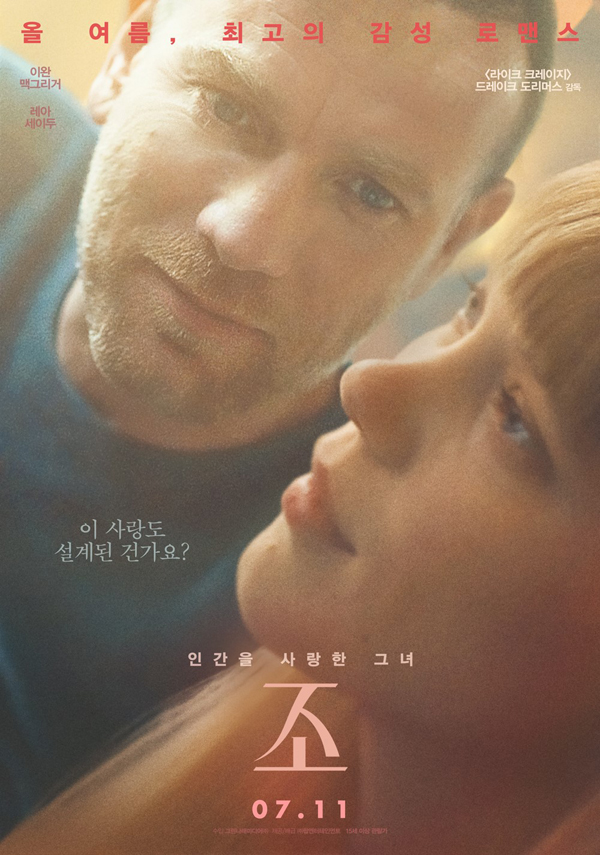 올 여름, 최고의 감성 로맨스
이완
맥그리거
레아
세이두
<라이크 크레이지>
드레이크 도리머스 감독
이 사랑도
설계된 건가요?
인간을 사랑한 그녀
조
07.11